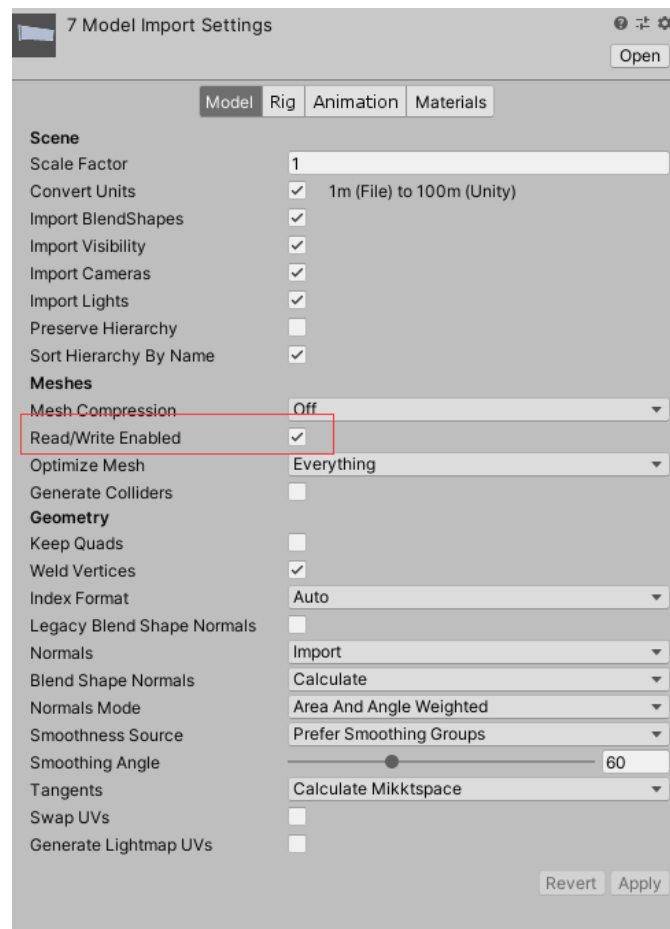 7 Model Import Settings
Open
Model Rig Animation Materials
Scene
Scale Factor 1
Convert Units 1m (File) to 100m (Unity)
Import BlendShapes
Import Visibility
Import Cameras
Import Lights
Preserve Hierarchy
Sort Hierarchy By Name
Meshes
Mesh Compression Off
Read/Write Enabled
Optimize Mesh Everything
Generate Colliders
Geometry
Keep Quads
Weld Vertices
Index Format Auto
Legacy Blend Shape Normals
Normals Import
Blend Shape Normals Calculate
Normals Mode Area And Angle Weighted
Smoothness Source Prefer Smoothing Groups
Smoothing Angle 60
Tangents Calculate Mikktspace
Swap UVs
Generate Lightmap UVs
Revert Apply